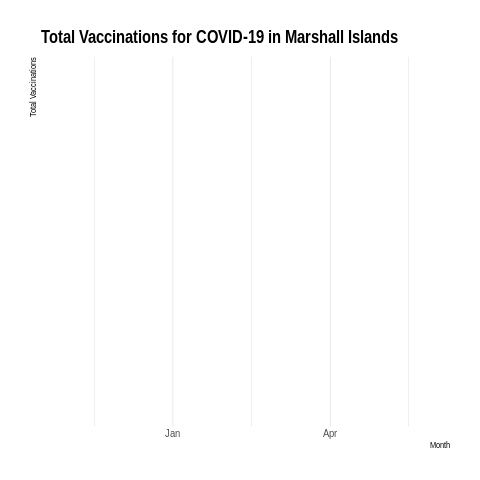 Total Vaccinations for COVID-19 in Marshall Islands
Total Vaccinations
Jan
Apr
Month